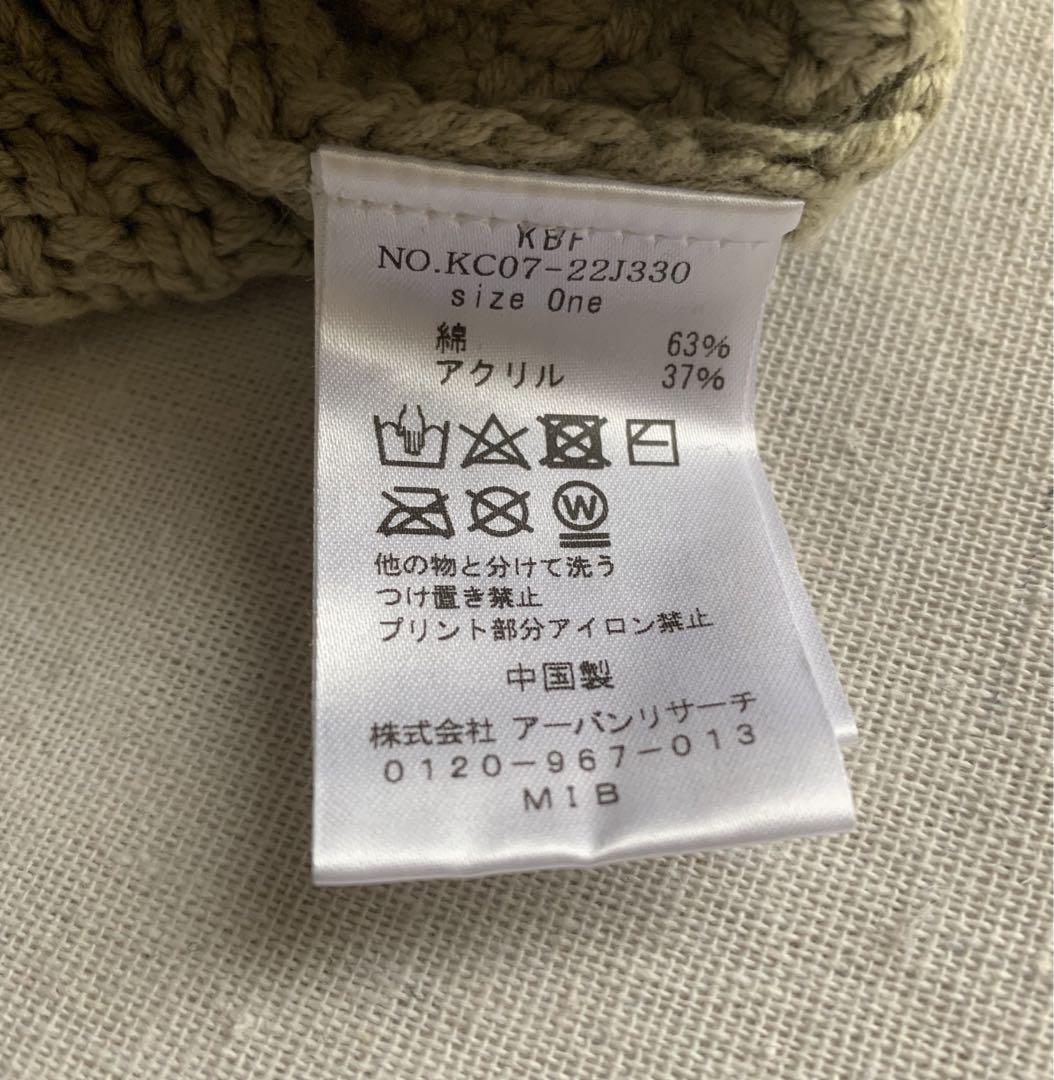 KBF
NO.KC07-22J330
size One
綿 63%
アクリル 37%
W
他の物と分けて洗う
つけ置き禁止
プリント部分アイロン禁止
中国製
株式会社 アーバンリサーチ
0120-967-013
MIB